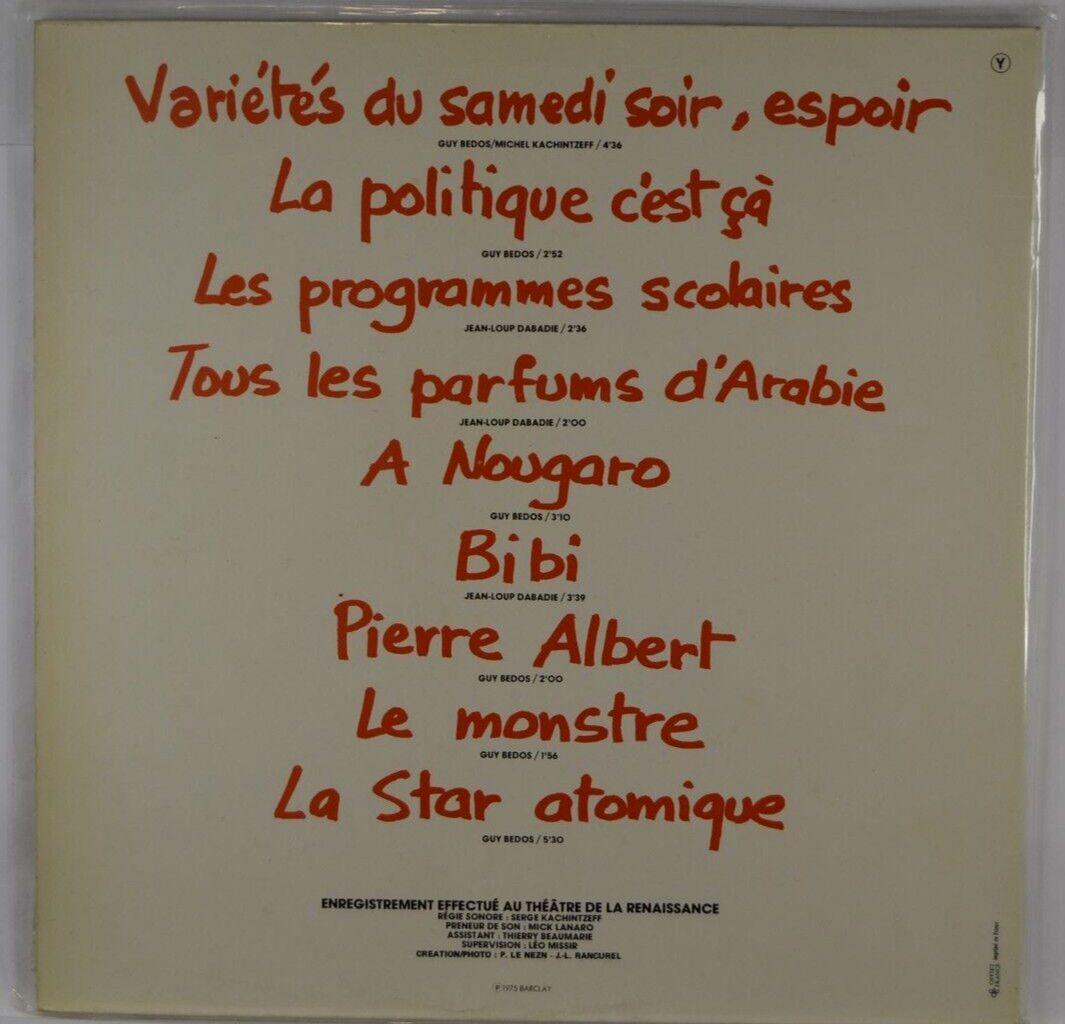 Y
Variétés du samedi soir, espoir
GUY BEDOS/MICHEL KACHINTZEFF / 4'36
La politique c'est çà
GUY BEDOS / 2'52
Les programmes scolaires
JEAN-LOUP DABADIE / 2'36
Tous les parfums d'Arabie
JEAN-LOUP DABADIE / 2'00
A Nougaro
GUY BEDOS / 3'10
Bibi
JEAN-LOUP DABADIE / 3'39
Pierre Albert
GUY BEDOS / 2'00
Le monstre
GUY BEDOS / 1'56
La Star atomique
GUY BEDOS / 5'30
ENREGISTREMENT EFFECTUÉ AU THÉÂTRE DE LA RENAISSANCE
RÉGIE SONORE : SERGE KACHINTZEFF
PRENEUR DE SON : MICK LANARO
ASSISTANT : THIERRY BEAUMARIE
SUPERVISION : LÉO MISSIR
CREATION/PHOTO : P. LE NEZN - J.-L. RANCUREL
Ⓟ 1975 BARCLAY
OFFSET FRANCE